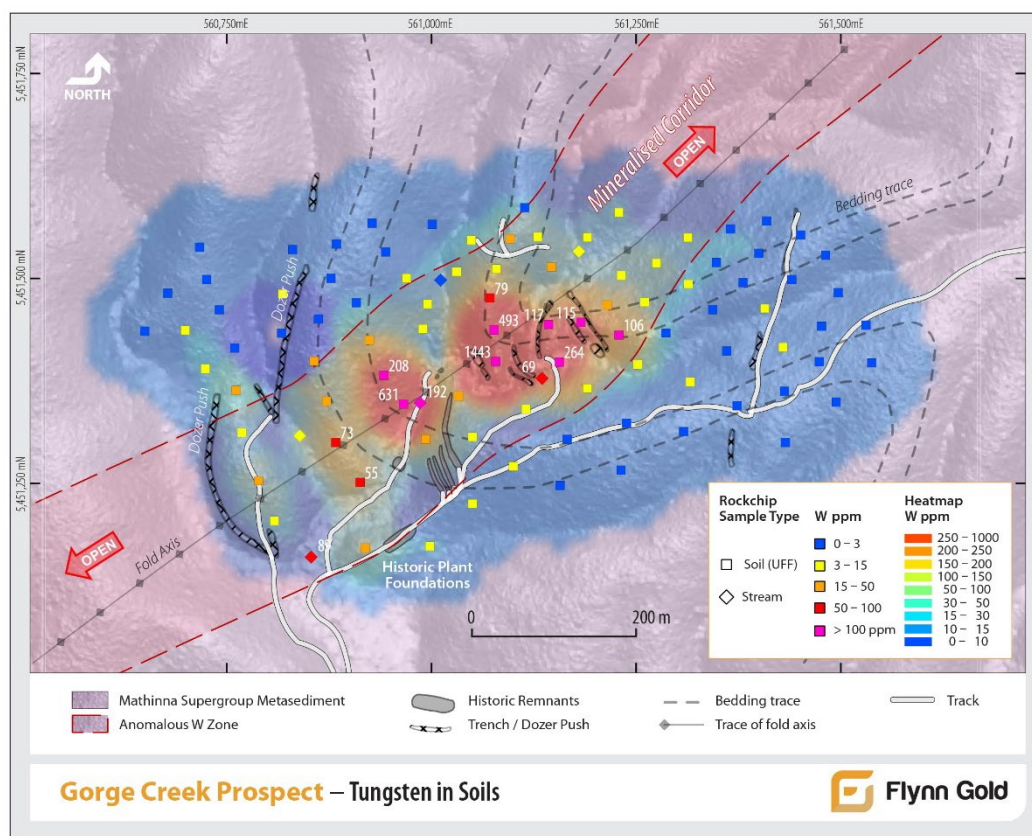 560,750mE
561,000mE
561,250mE
561,500mE
5,451,750 mN
NORTH
Mineralised Corridor
OPEN
Bedding trace
5,451,500 mN
Dozer Push
79
493
117
115
106
1443
264
69
208
631
192
Dozer Push
73
55
5,451,250 mN
OPEN
Fold Axis
Historic Plant
Foundations
0
200 m
Rockchip
Sample Type
W ppm
Heatmap
W ppm
Soil (UFF)
Stream
0 – 3
3 – 15
15 – 50
50 – 100
> 100 ppm
250 – 1000
200 – 250
150 – 200
100 – 150
50 – 100
30 – 50
15 – 30
10 – 15
0 – 10
Mathinna Supergroup Metasediment
Historic Remnants
Bedding trace
Track
Anomalous W Zone
Trench / Dozer Push
Trace of fold axis
Gorge Creek Prospect – Tungsten in Soils
Flynn Gold